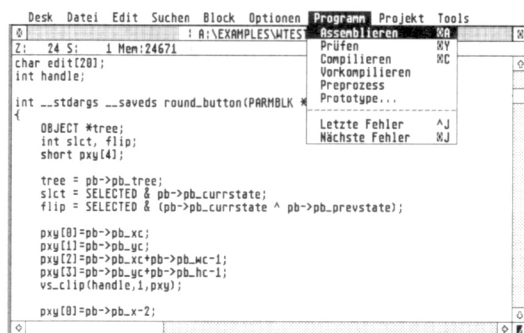 Desk Datei Edit Suchen Block Optionen Programm Projekt Tools
: A:\EXAMPLES\WTEST
Z: 24 S: 1 Mem:24671
Assemblieren ⌘A
Prüfen ⌘Y
Compilieren ⌘C
Vorkompilieren
Preprozess
Prototype...
Letzte Fehler ^J
Nächste Fehler ⌘J
char edit[20];
int handle;
int __stdargs __saveds round_button(PARMBLK *
{
OBJECT *tree;
int slct, flip;
short pxy[4];
tree = pb->pb_tree;
slct = SELECTED & pb->pb_currstate;
flip = SELECTED & (pb->pb_currstate ^ pb->pb_prevstate);
pxy[0]=pb->pb_xc;
pxy[1]=pb->pb_yc;
pxy[2]=pb->pb_xc+pb->pb_wc-1;
pxy[3]=pb->pb_yc+pb->pb_hc-1;
vs_clip(handle,1,pxy);
pxy[0]=pb->pb_x-2;